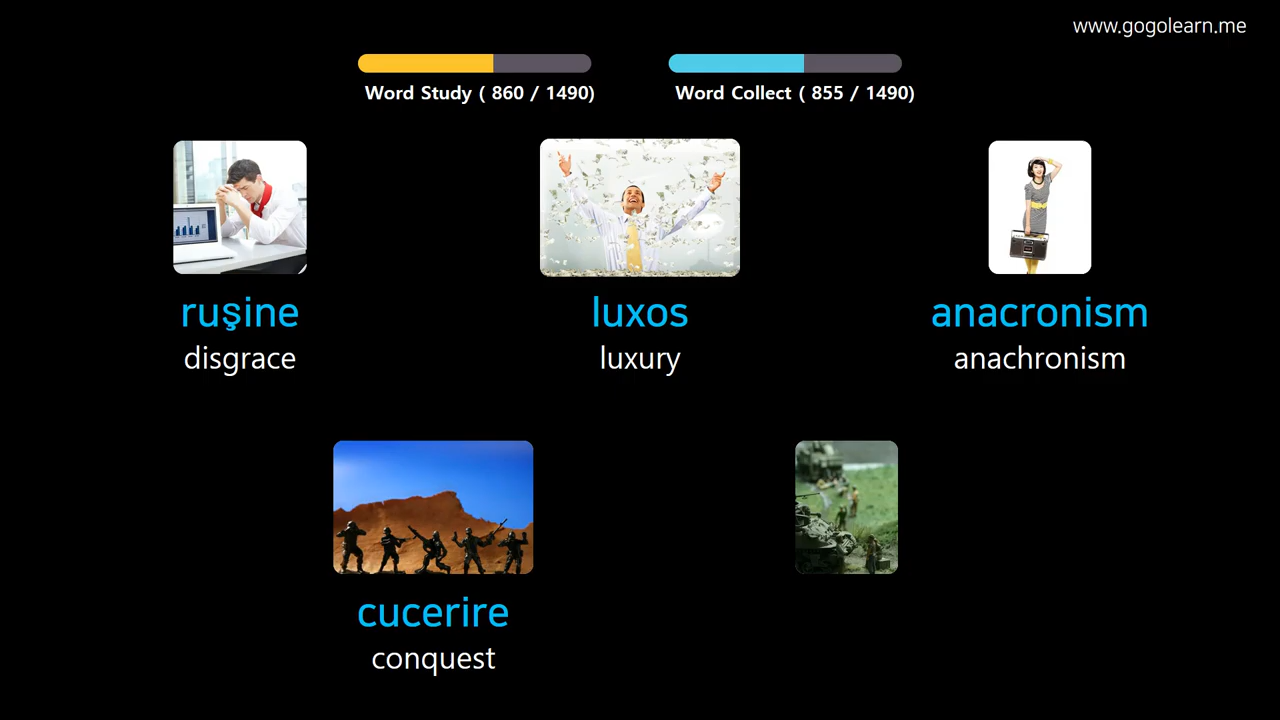 www.gogolearn.me
Word Study ( 860 / 1490)
Word Collect ( 855 / 1490)
ruşine
disgrace
luxos
luxury
anacronism
anachronism
cucerire
conquest